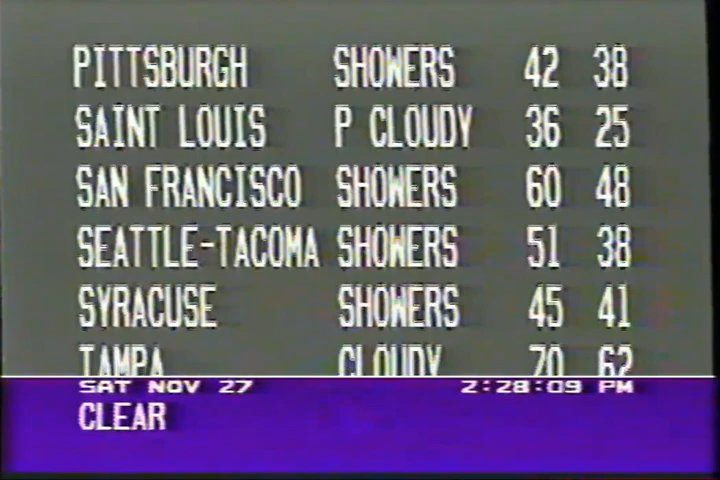 PITTSBURGH SHOWERS 42 38
SAINT LOUIS P CLOUDY 36 25
SAN FRANCISCO SHOWERS 60 48
SEATTLE-TACOMA SHOWERS 51 38
SYRACUSE SHOWERS 45 41
TAMPA CLOUDY 70 62
SAT NOV 27 2:28:09 PM
CLEAR